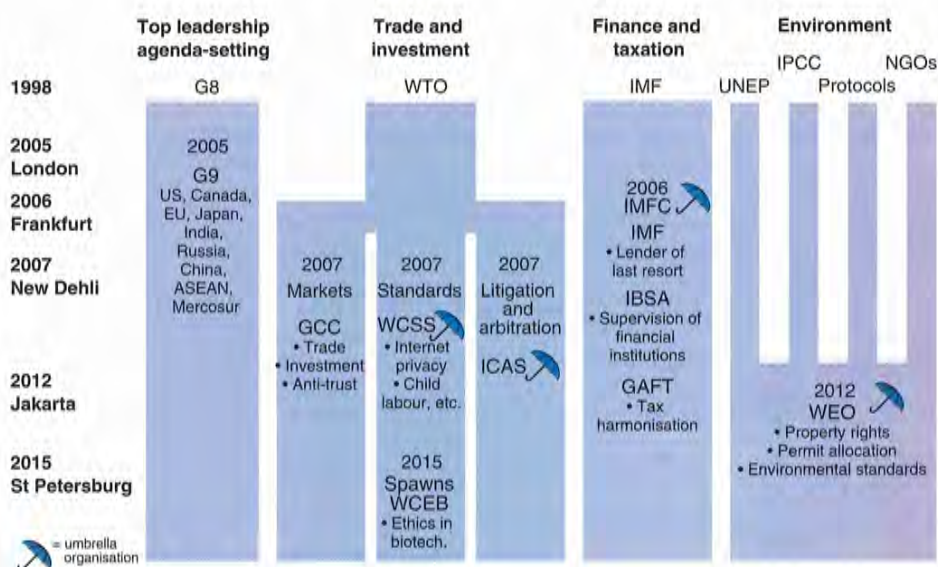 Top leadership
agenda-setting
Trade and
investment
Finance and
taxation
Environment
1998
G8
WTO
IMF
UNEP
IPCC
Protocols
NGOs
2005
London
2006
Frankfurt
2007
New Dehli
2012
Jakarta
2015
St Petersburg
2005
G9
US, Canada,
EU, Japan,
India,
Russia,
China,
ASEAN,
Mercosur
2007
Markets
GCC
• Trade
• Investment
• Anti-trust
2007
Standards
WCSS
• Internet
privacy
• Child
labour, etc.
2015
Spawns
WCEB
• Ethics in
biotech.
2007
Litigation
and
arbitration
ICAS
2006
IMFC
IMF
• Lender of
last resort
IBSA
• Supervision of
financial
institutions
GAFT
• Tax
harmonisation
2012
WEO
• Property rights
• Permit allocation
• Environmental standards
= umbrella
organisation